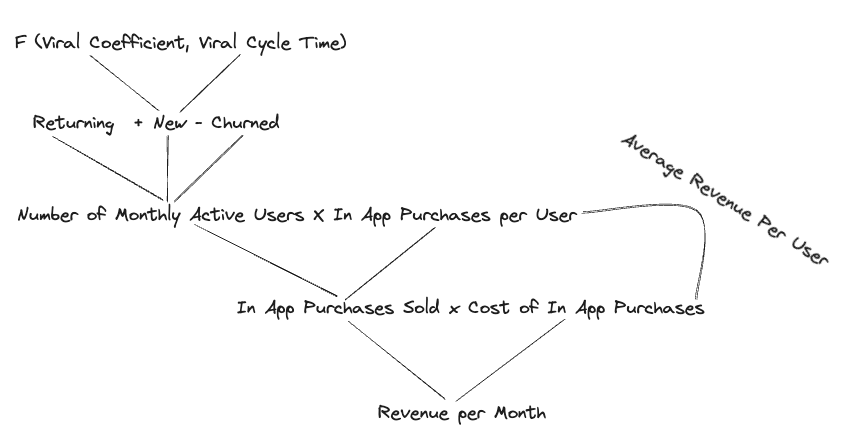 F (Viral Coefficient, Viral Cycle Time)
Returning + New - Churned
Average Revenue Per User
Number of Monthly Active Users X In App Purchases per User
In App Purchases Sold x Cost of In App Purchases
Revenue per Month